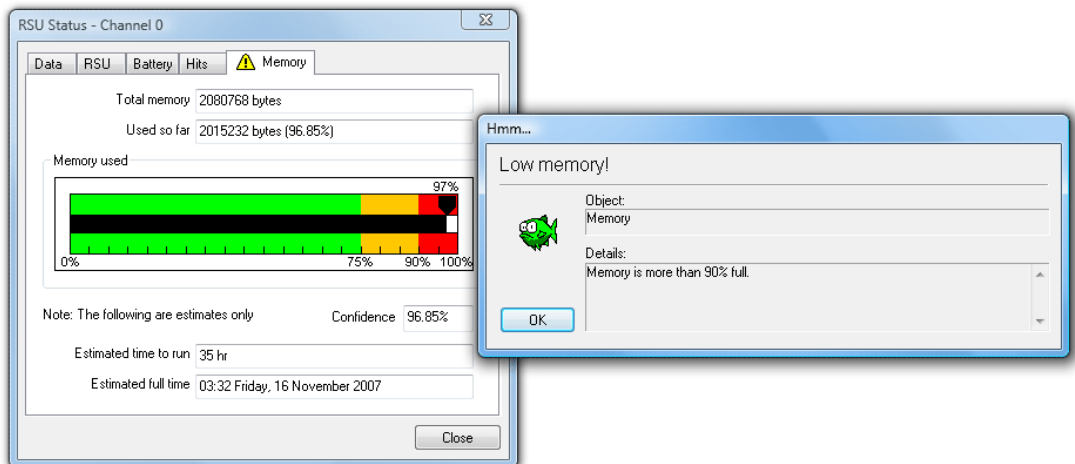 RSU Status - Channel 0
Data RSU Battery Hits Memory
Total memory 2080768 bytes
Used so far 2015232 bytes (96.85%)
Memory used
97%
0% 75% 90% 100%
Note: The following are estimates only Confidence 96.85%
Estimated time to run 35 hr
Estimated full time 03:32 Friday, 16 November 2007
Close
Hmm...
Low memory!
Object:
Memory
Details:
Memory is more than 90% full.
OK